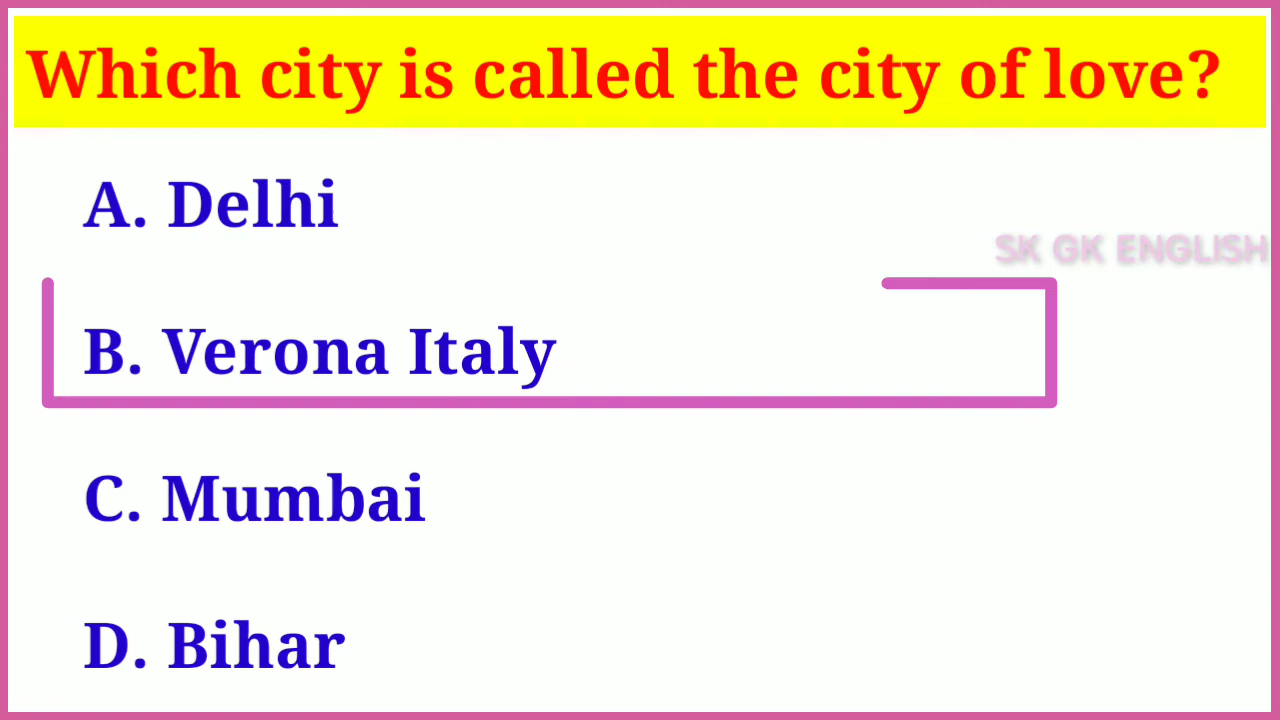 Which city is called the city of love?
A. Delhi
SK GK ENGLISH
B. Verona Italy
C. Mumbai
D. Bihar